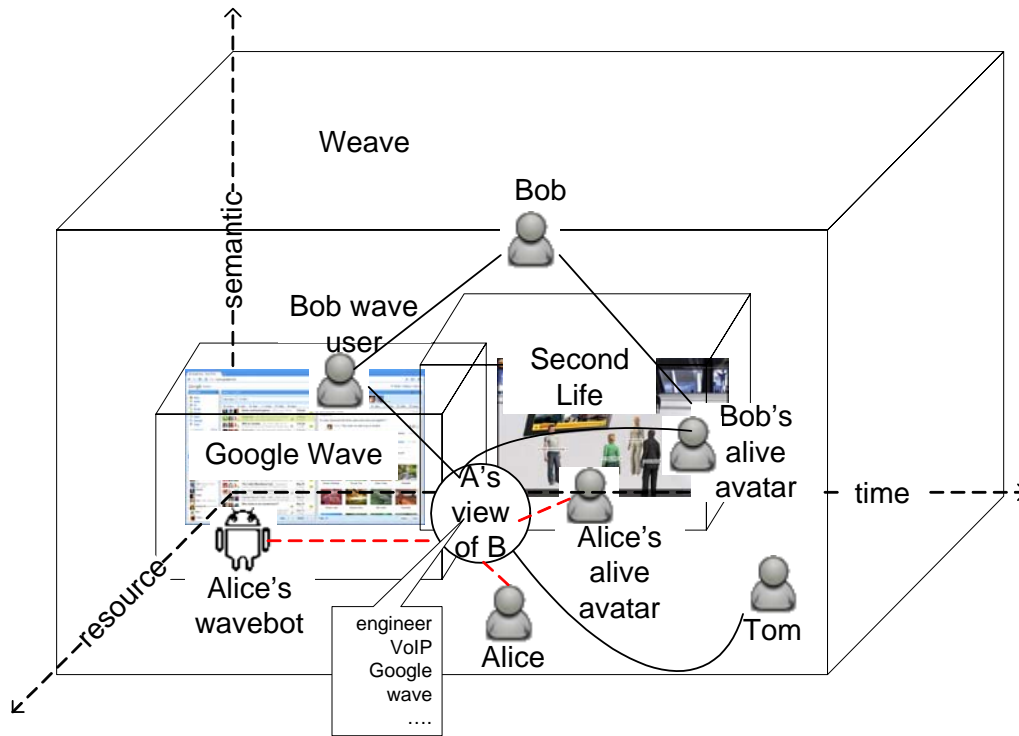 Weave
semantic
Bob
Bob wave
user
Second
Life
Google Wave
Bob's
alive
avatar
A's
view
of B
time
resource
Alice's
wavebot
Alice's
alive
avatar
engineer
VoIP
Google
wave
....
Alice
Tom